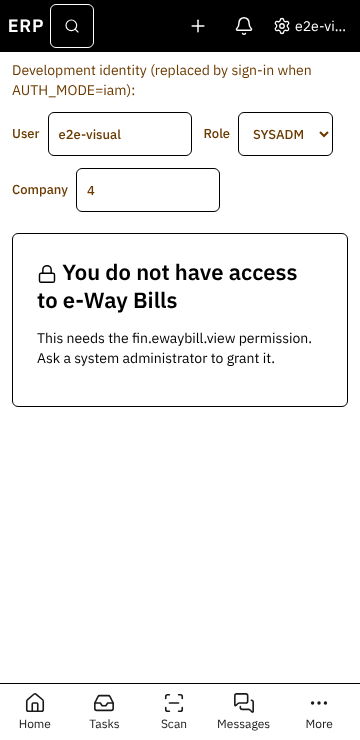 ERP
e2e-vi...
Development identity (replaced by sign-in when
AUTH_MODE=iam):
User e2e-visual Role SYSADM
Company 4
You do not have access
to e-Way Bills
This needs the fin.ewaybill.view permission.
Ask a system administrator to grant it.
Home Tasks Scan Messages More